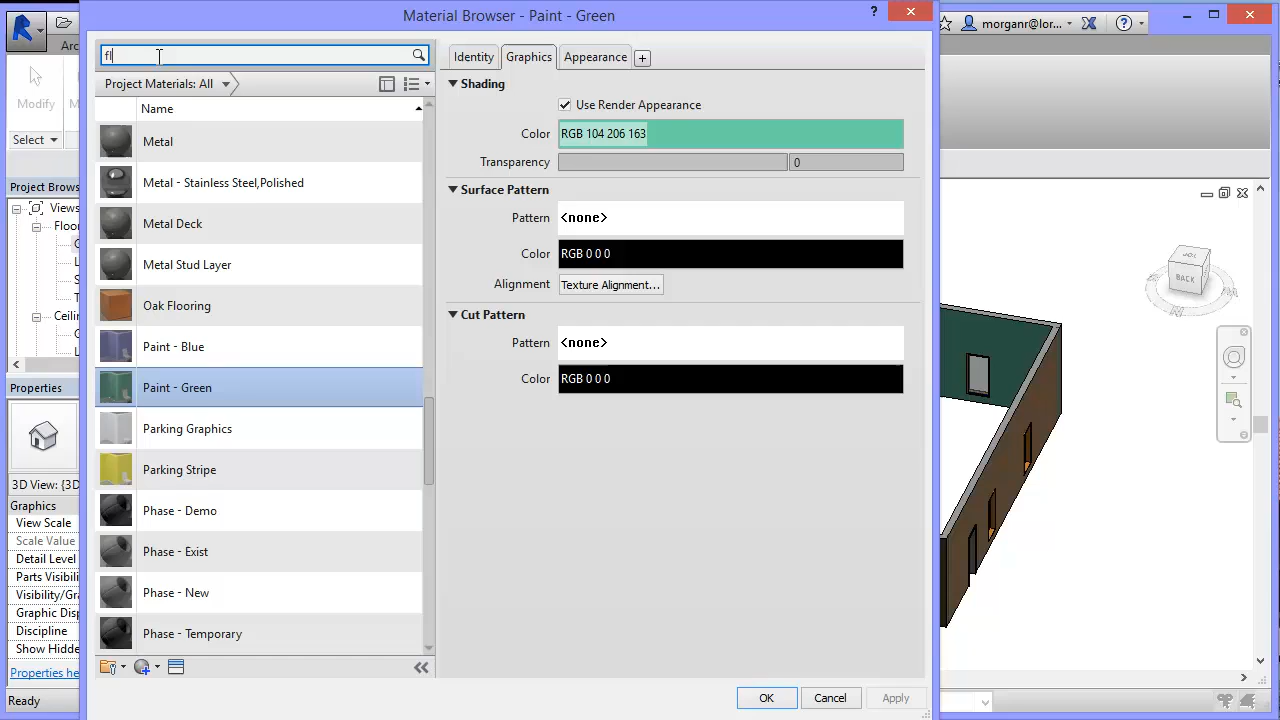 Material Browser - Paint - Green
?
morganr@lor...
Ar
Modify
M
Select
Project Brows
Views
Floor
Ceilin
Properties
3D View: {3D
Graphics
View Scale
Scale Value
Detail Level
Parts Visibility
Visibility/Gra
Graphic Disp
Discipline
Show Hidde
Properties he
Ready
fl
Project Materials: All
Name
Metal
Metal - Stainless Steel,Polished
Metal Deck
Metal Stud Layer
Oak Flooring
Paint - Blue
Paint - Green
Parking Graphics
Parking Stripe
Phase - Demo
Phase - Exist
Phase - New
Phase - Temporary
Identity
Graphics
Appearance
Shading
Use Render Appearance
Color
RGB 104 206 163
Transparency
0
Surface Pattern
Pattern
<none>
Color
RGB 0 0 0
Alignment
Texture Alignment...
Cut Pattern
Pattern
<none>
Color
RGB 0 0 0
OK
Cancel
Apply
BACK